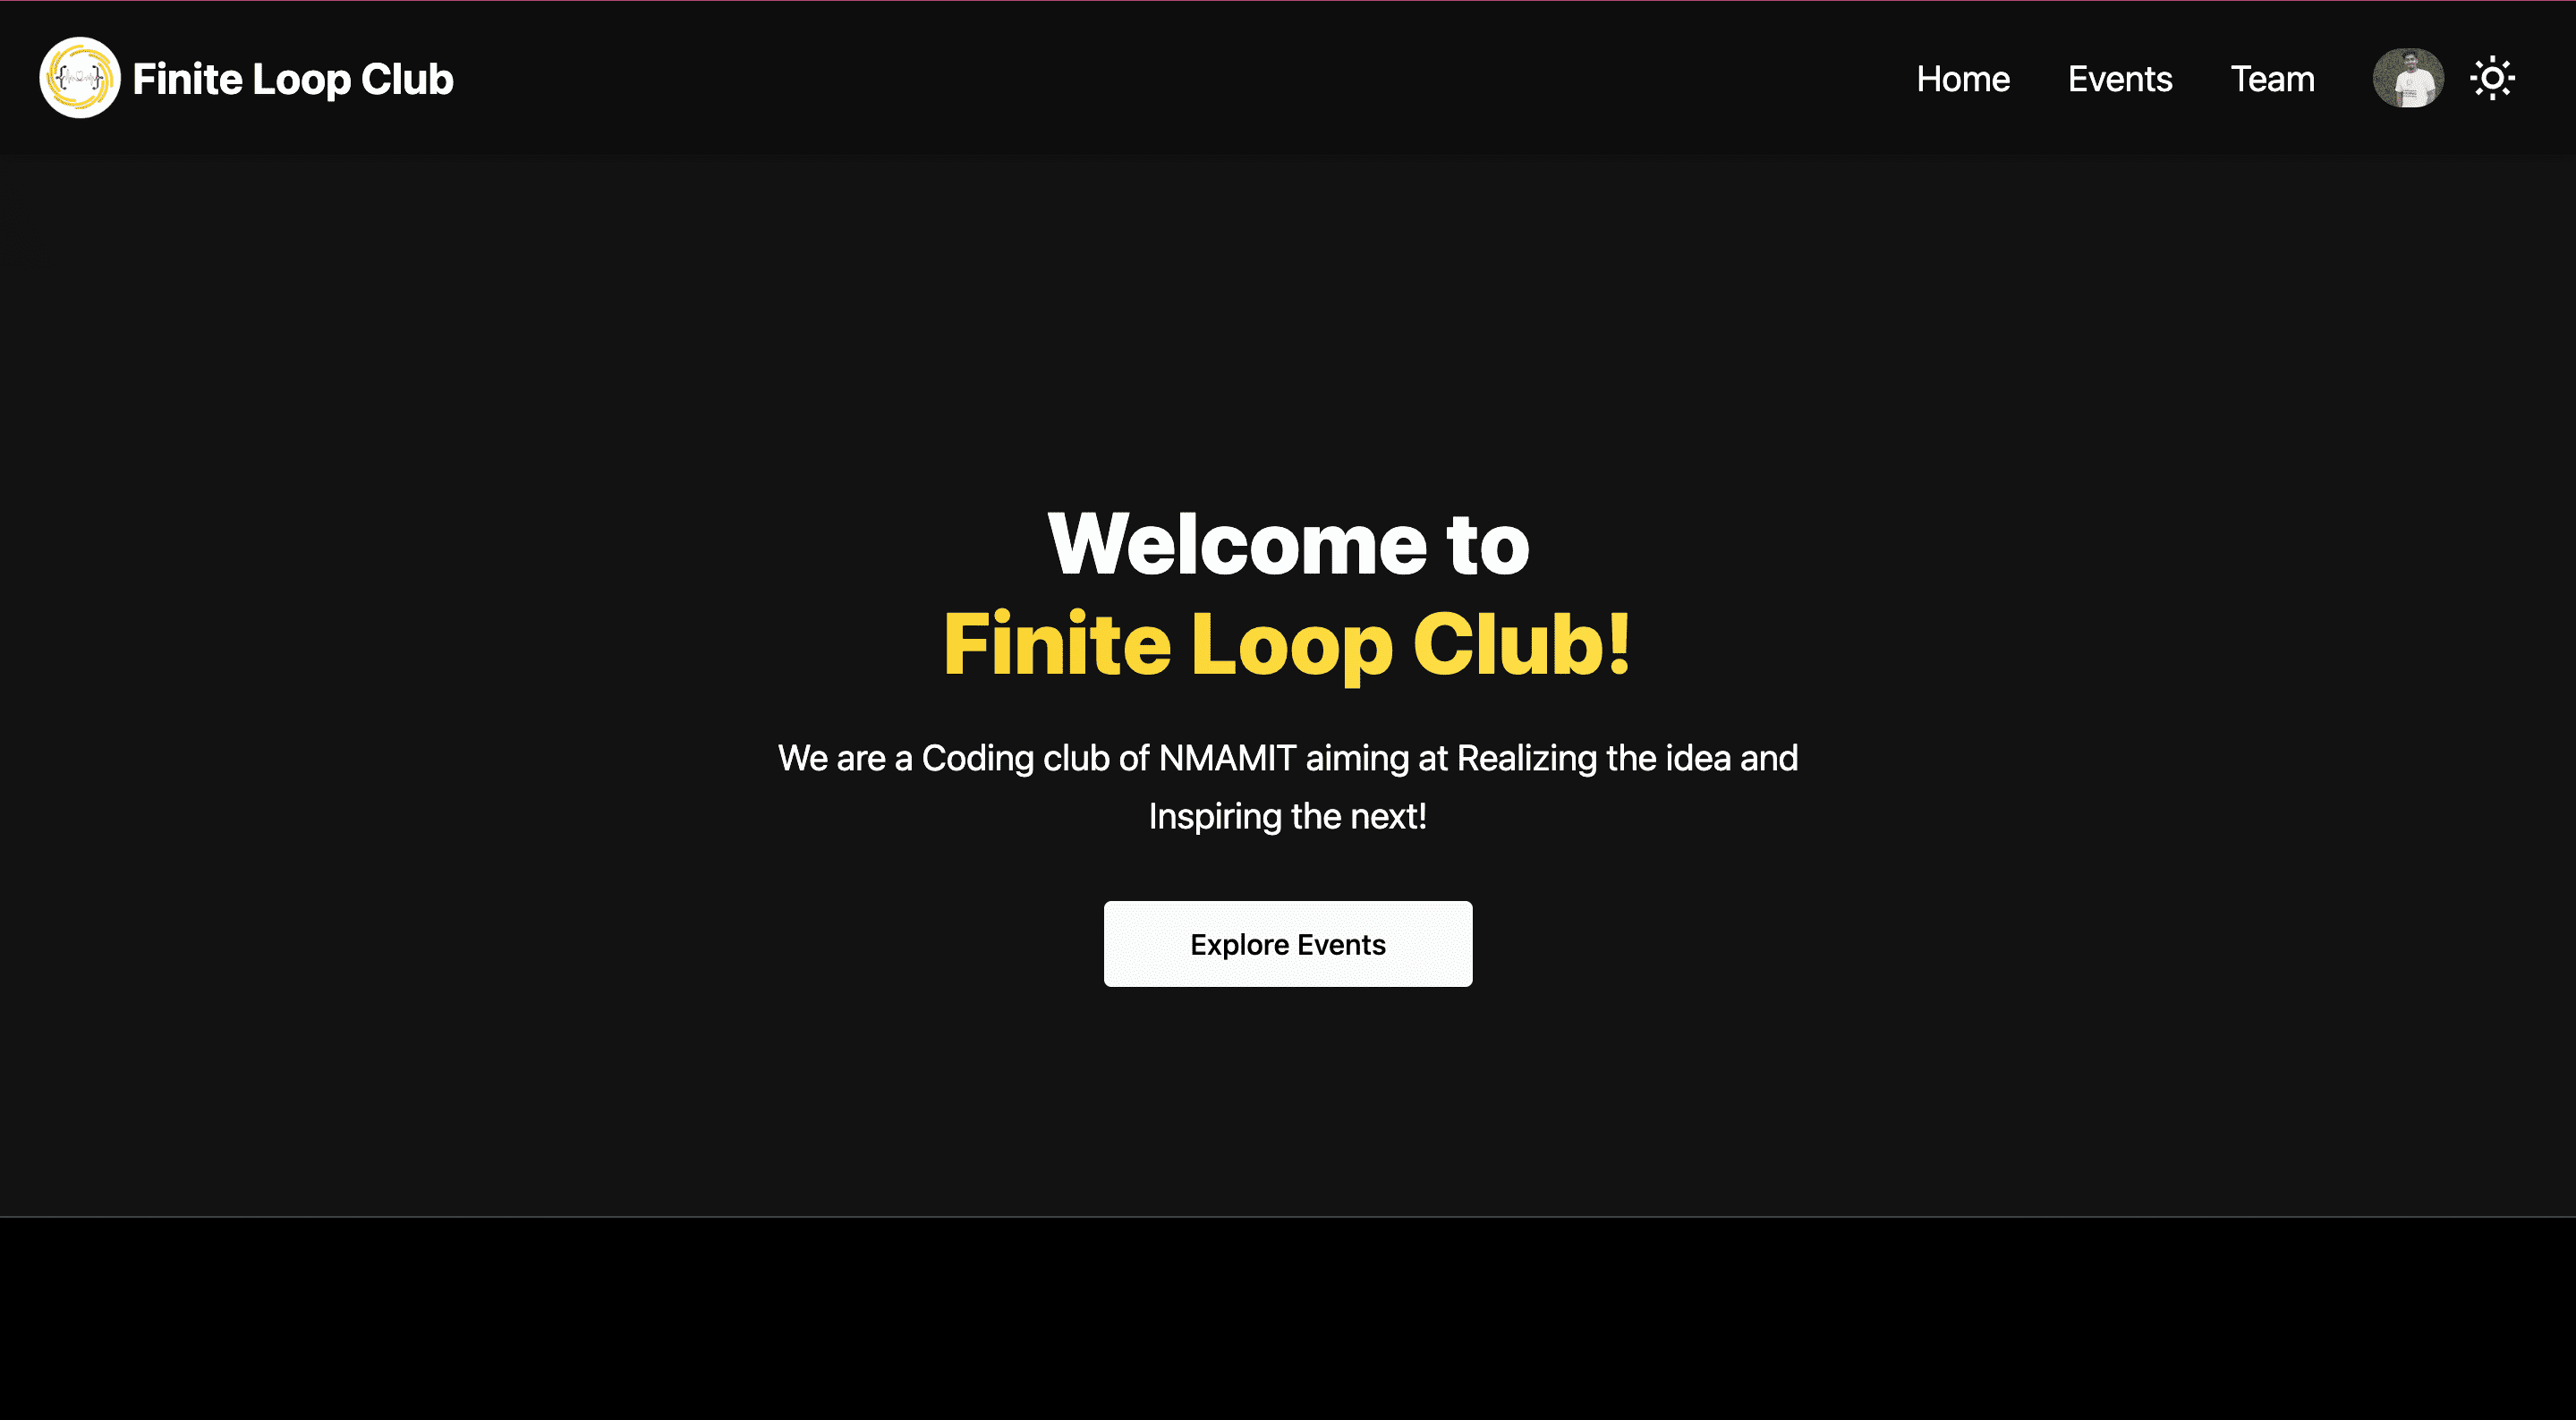 Finite Loop Club
Home
Events
Team
Welcome to
Finite Loop Club!
We are a Coding club of NMAMIT aiming at Realizing the idea and
Inspiring the next!
Explore Events